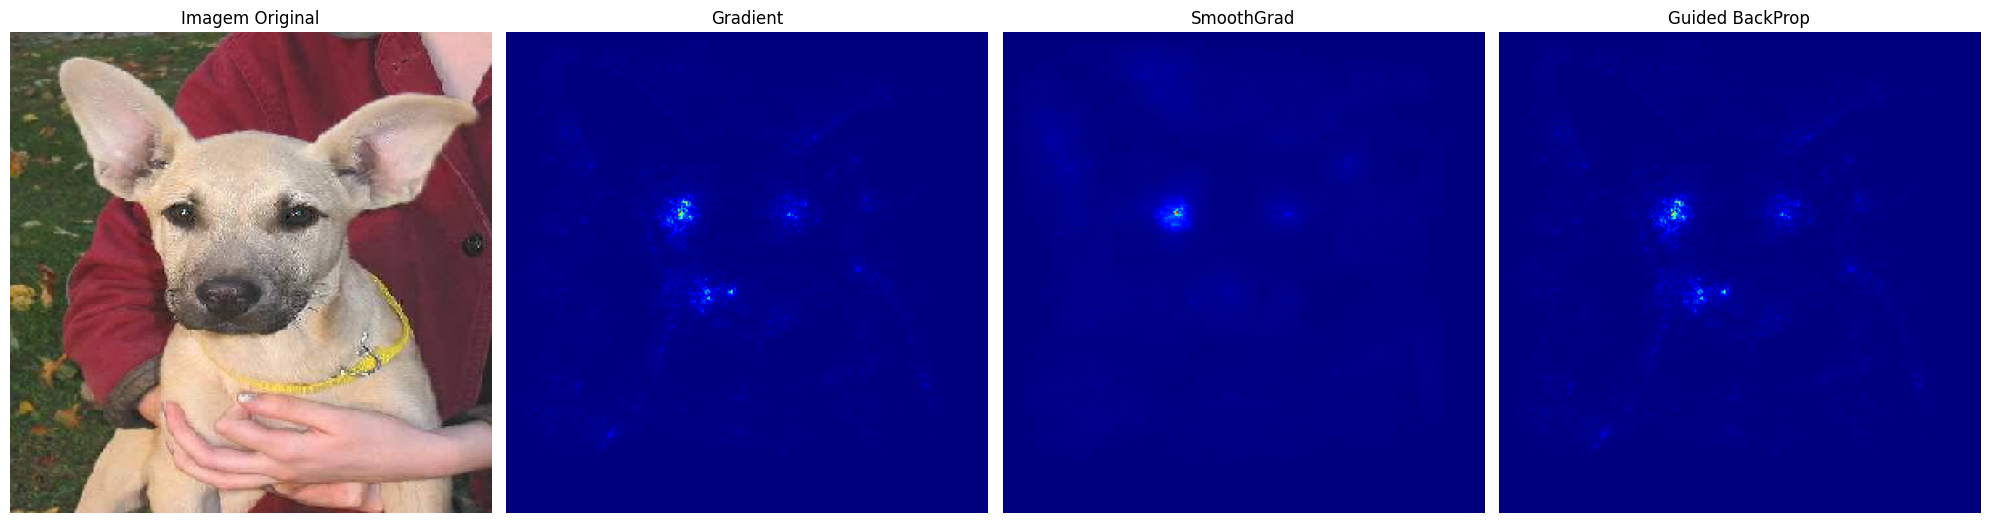 Imagem Original
Gradient
SmoothGrad
Guided BackProp